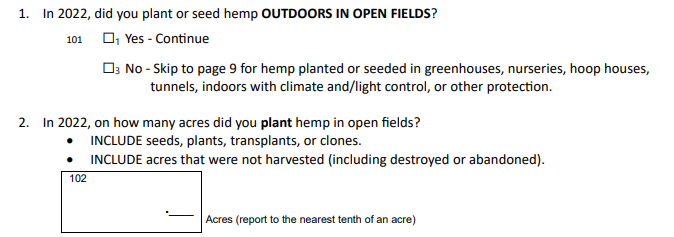 1. In 2022, did you plant or seed hemp OUTDOORS IN OPEN FIELDS?
101 ☐1 Yes - Continue
☐3 No - Skip to page 9 for hemp planted or seeded in greenhouses, nurseries, hoop houses,
tunnels, indoors with climate and/light control, or other protection.
2. In 2022, on how many acres did you plant hemp in open fields?
• INCLUDE seeds, plants, transplants, or clones.
• INCLUDE acres that were not harvested (including destroyed or abandoned).
102
.__ Acres (report to the nearest tenth of an acre)